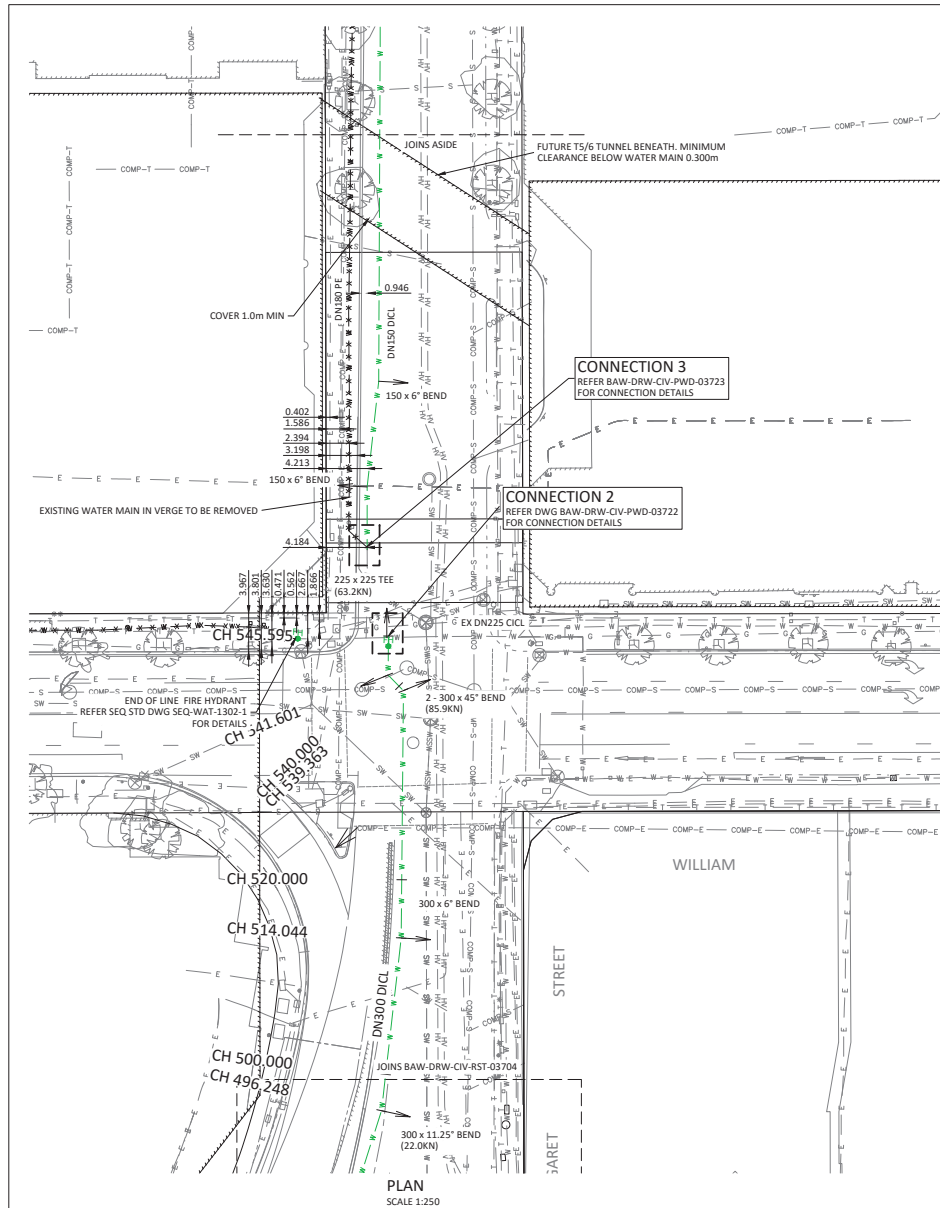 COMP-T
COMP-T
COMP-T
COMP-T
JOINS ASIDE
FUTURE T5/6 TUNNEL BENEATH. MINIMUM
CLEARANCE BELOW WATER MAIN 0.300m
COMP-T
COMP-T
DN180 PE
0.946
COVER 1.0m MIN
DN150 DICL
COMP-T
CONNECTION 3
REFER BAW-DRW-CIV-PWD-03723
FOR CONNECTION DETAILS
150 x 6° BEND
0.402
1.586
2.394
3.198
4.213
150 x 6° BEND
CONNECTION 2
REFER DWG BAW-DRW-CIV-PWD-03722
FOR CONNECTION DETAILS
EXISTING WATER MAIN IN VERGE TO BE REMOVED
4.184
3.967
3.801
3.630
0.471
0.562
2.667
1.866
225 x 225 TEE
(63.2KN)
EX DN225 CICL
CH 545.595
END OF LINE FIRE HYDRANT
REFER SEQ STD DWG SEQ-WAT-1302-1
FOR DETAILS
2 - 300 x 45° BEND
(85.9KN)
CH 541.601
CH 540.000
CH 539.363
WILLIAM
CH 520.000
300 x 6° BEND
CH 514.044
STREET
DN300 DICL
CH 500.000
JOINS BAW-DRW-CIV-RST-03704
CH 496.248
300 x 11.25° BEND
(22.0KN)
GARET
PLAN
SCALE 1:250